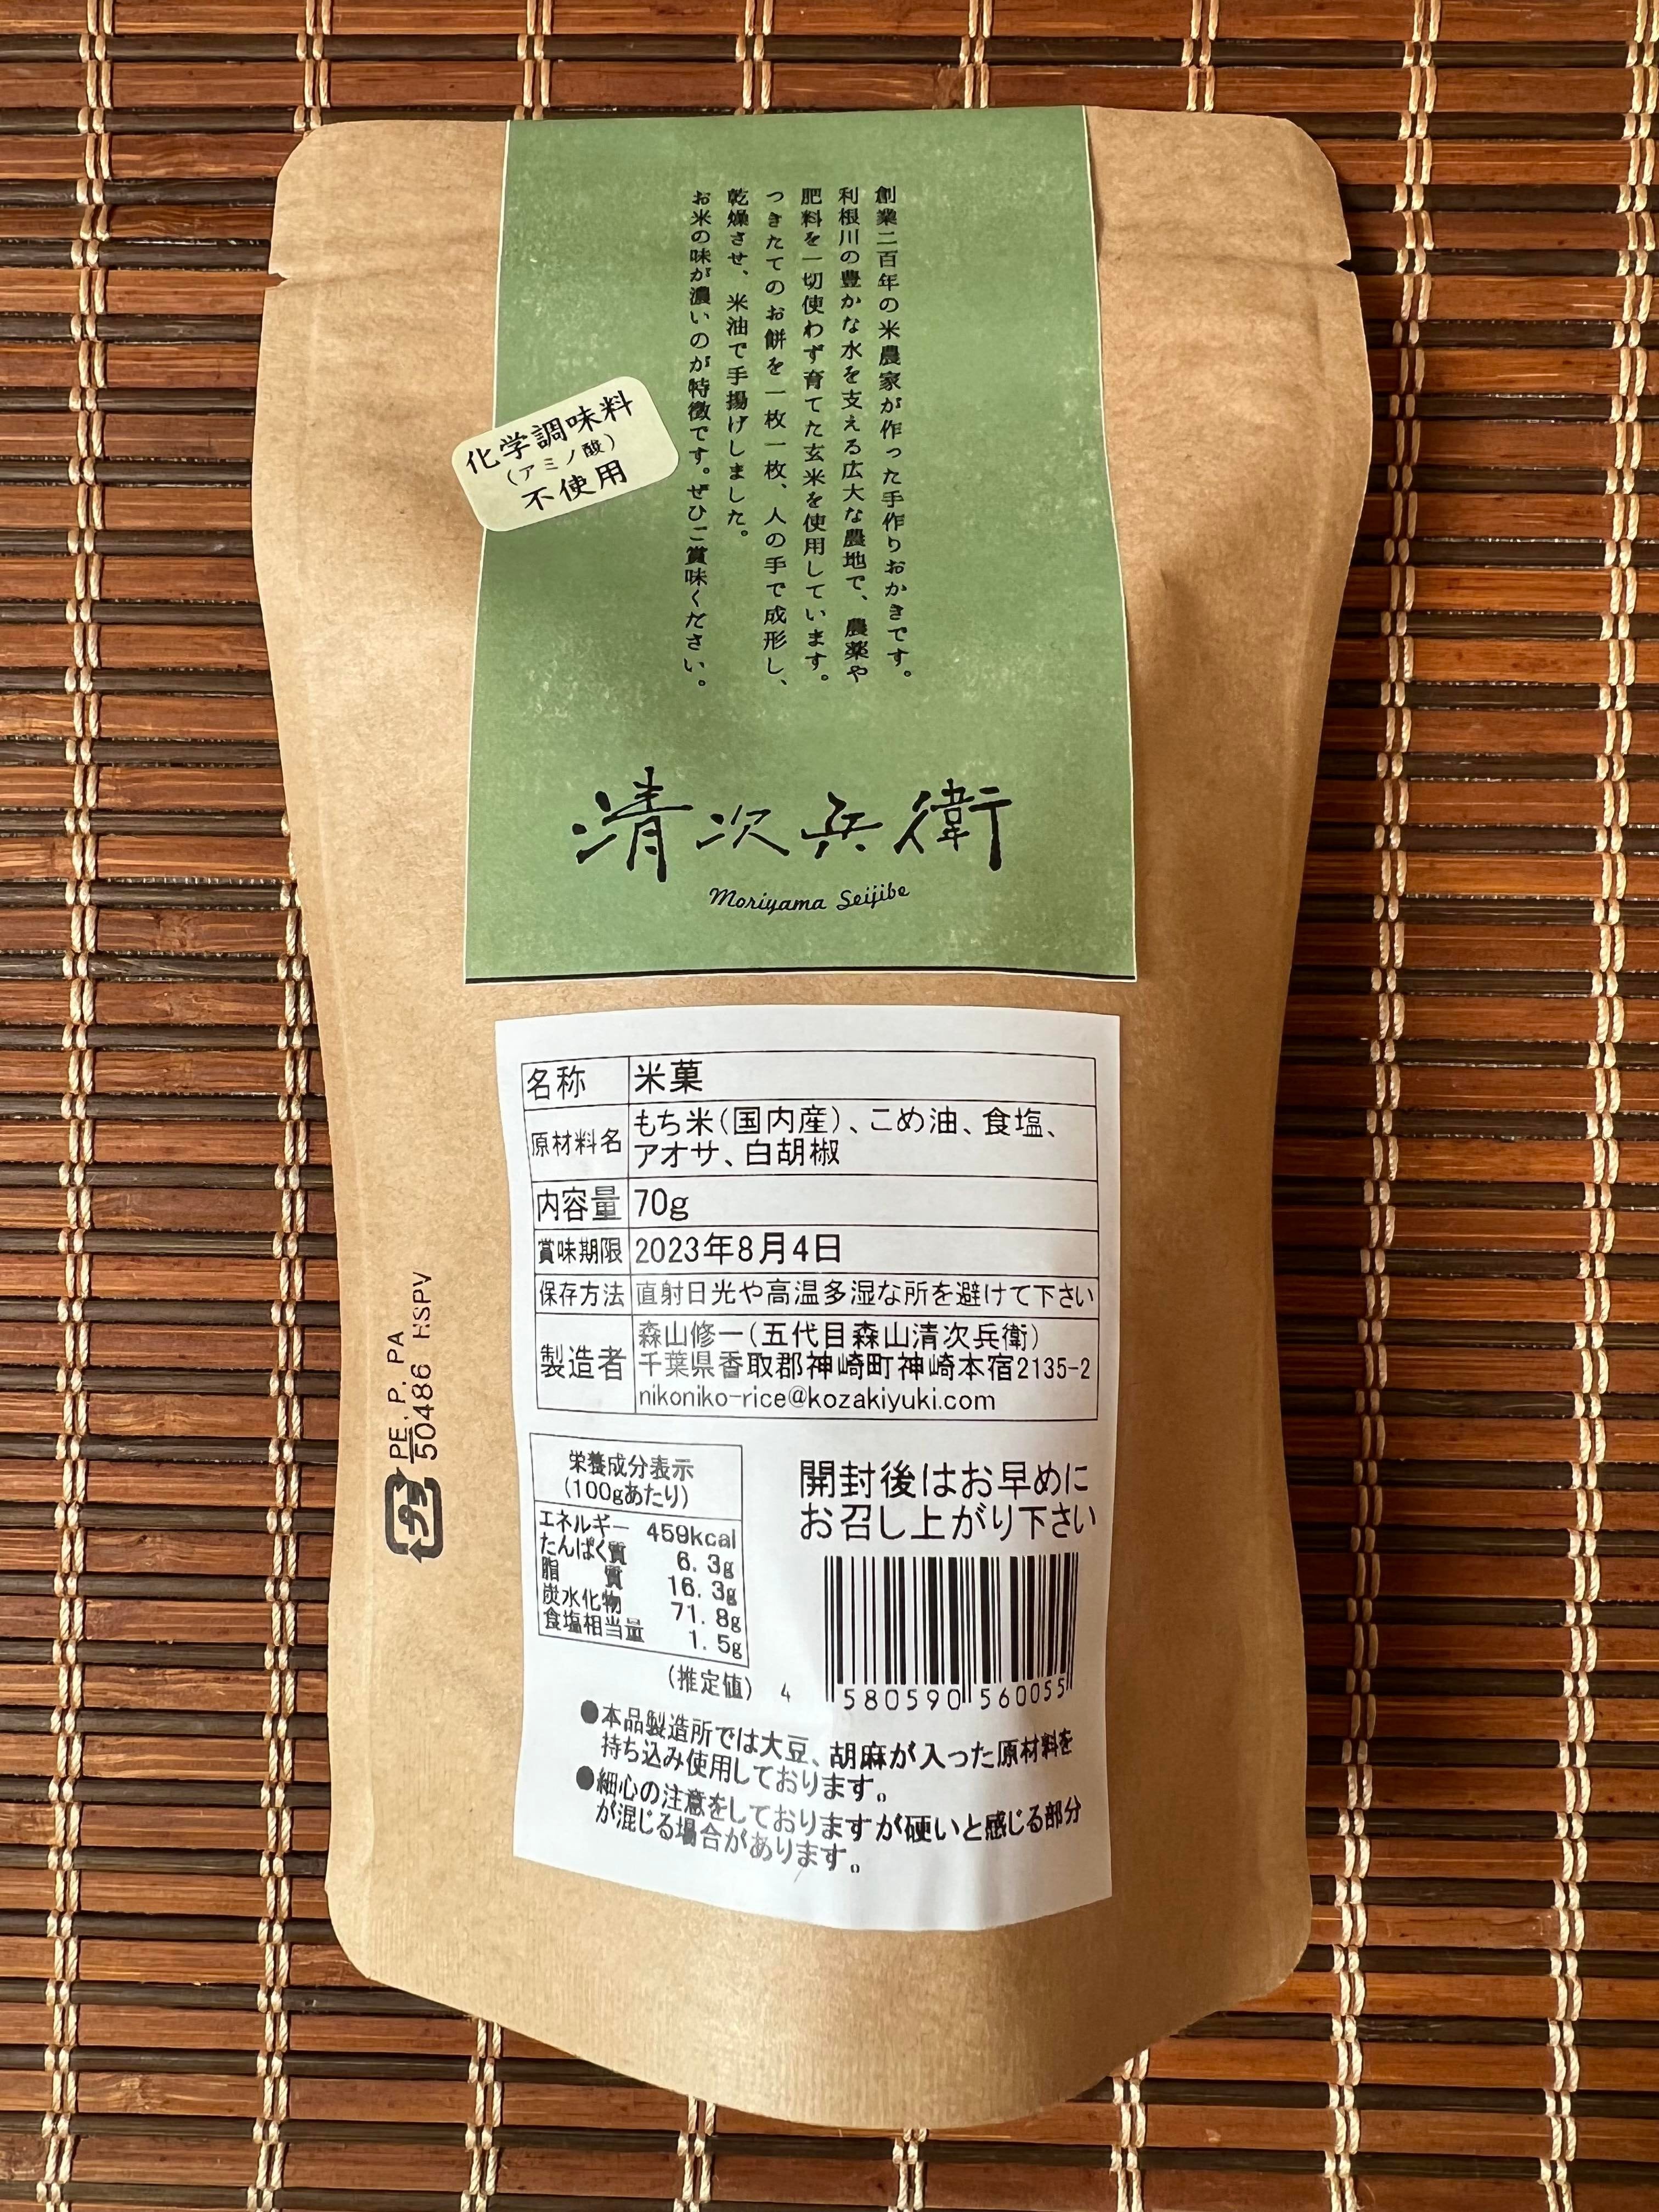 創業二百年の米農家が作った手作りおかきです。
利根川の豊かな水を支える広大な農地で、農薬や
肥料を一切使わず育てた玄米を使用しています。
つきたてのお餅を一枚一枚、人の手で成形し、
乾燥させ、米油で手揚げしました。
お米の味が濃いのが特徴です。ぜひご賞味ください。
化学調味料
(アミノ酸)
不使用
清次兵衛
Moriyama Seijibe
名称 米菓
原材料名 もち米(国内産)、こめ油、食塩、
アオサ、白胡椒
内容量 70g
賞味期限 2023年8月4日
保存方法 直射日光や高温多湿な所を避けて下さい
製造者 森山修一(五代目森山清次兵衛)
千葉県香取郡神崎町神崎本宿2135-2
nikoniko-rice@kozakiyuki.com
栄養成分表示
(100gあたり)
エネルギー 459kcal
たんぱく質 6.3g
脂質 16.3g
炭水化物 71.8g
食塩相当量 1.5g
(推定値)
開封後はお早めに
お召し上がり下さい
4 580590 560055
●本品製造所では大豆、胡麻が入った原材料を
持ち込み使用しております。
●細心の注意をしておりますが硬いと感じる部分
が混じる場合があります。
プラ
PE, P, PA
50486 HSPV